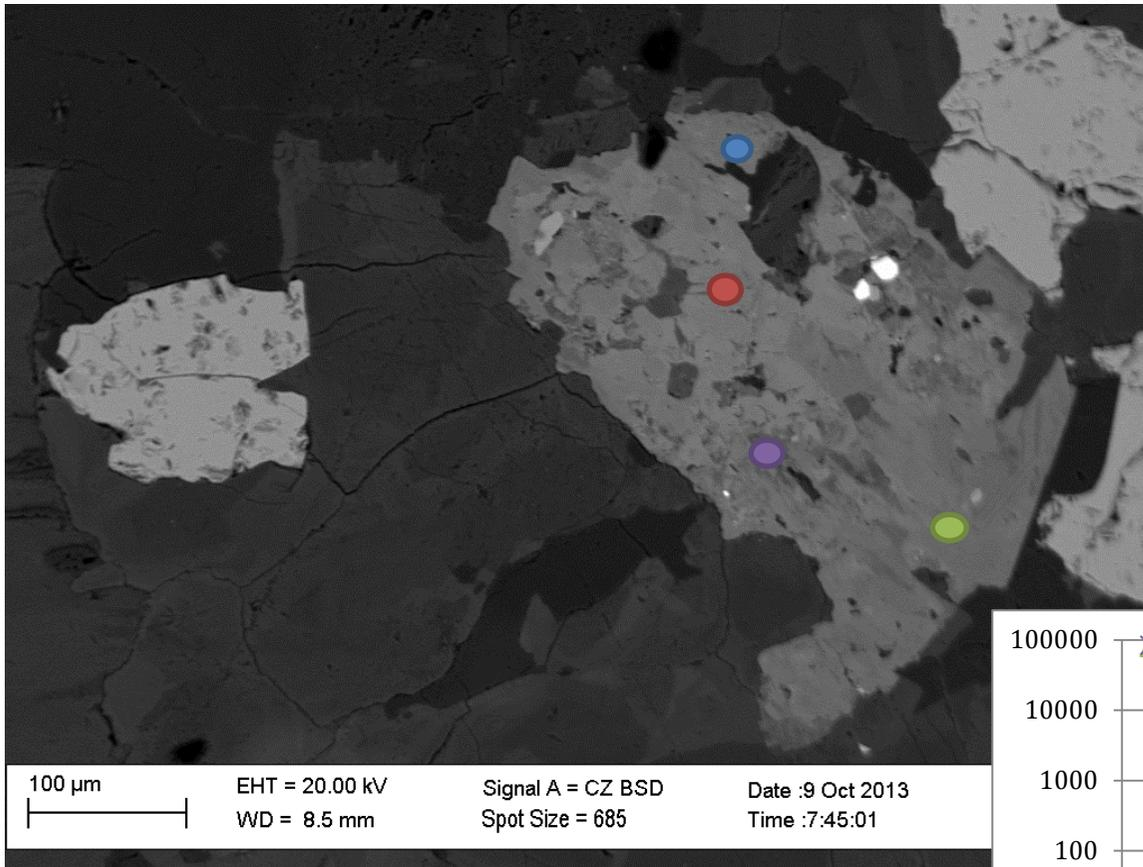 100 µm
EHT = 20.00 kV
Signal A = CZ BSD
Date :9 Oct 2013
WD = 8.5 mm
Spot Size = 685
Time :7:45:01
100000
10000
1000
100